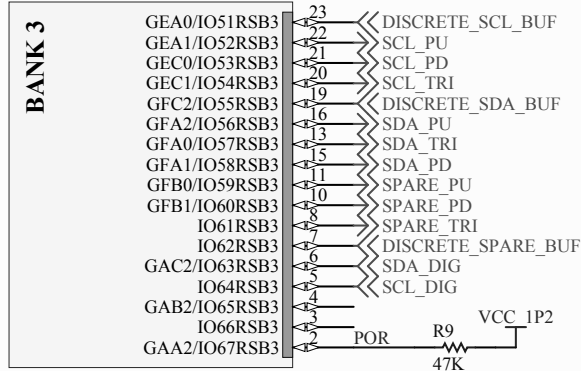 BANK 3
GEA0/IO51RSB3 23 DISCRETE_SCL_BUF
GEA1/IO52RSB3 22 SCL_PU
GEC0/IO53RSB3 21 SCL_PD
GEC1/IO54RSB3 20 SCL_TRI
GFC2/IO55RSB3 19 DISCRETE_SDA_BUF
GFA2/IO56RSB3 16 SDA_PU
GFA0/IO57RSB3 13 SDA_TRI
GFA1/IO58RSB3 15 SDA_PD
GFB0/IO59RSB3 11 SPARE_PU
GFB1/IO60RSB3 10 SPARE_PD
IO61RSB3 8 SPARE_TRI
IO62RSB3 7 DISCRETE_SPARE_BUF
GAC2/IO63RSB3 6 SDA_DIG
IO64RSB3 5 SCL_DIG
GAB2/IO65RSB3 4
IO66RSB3 3
GAA2/IO67RSB3 2 POR R9 VCC_1P2
47K